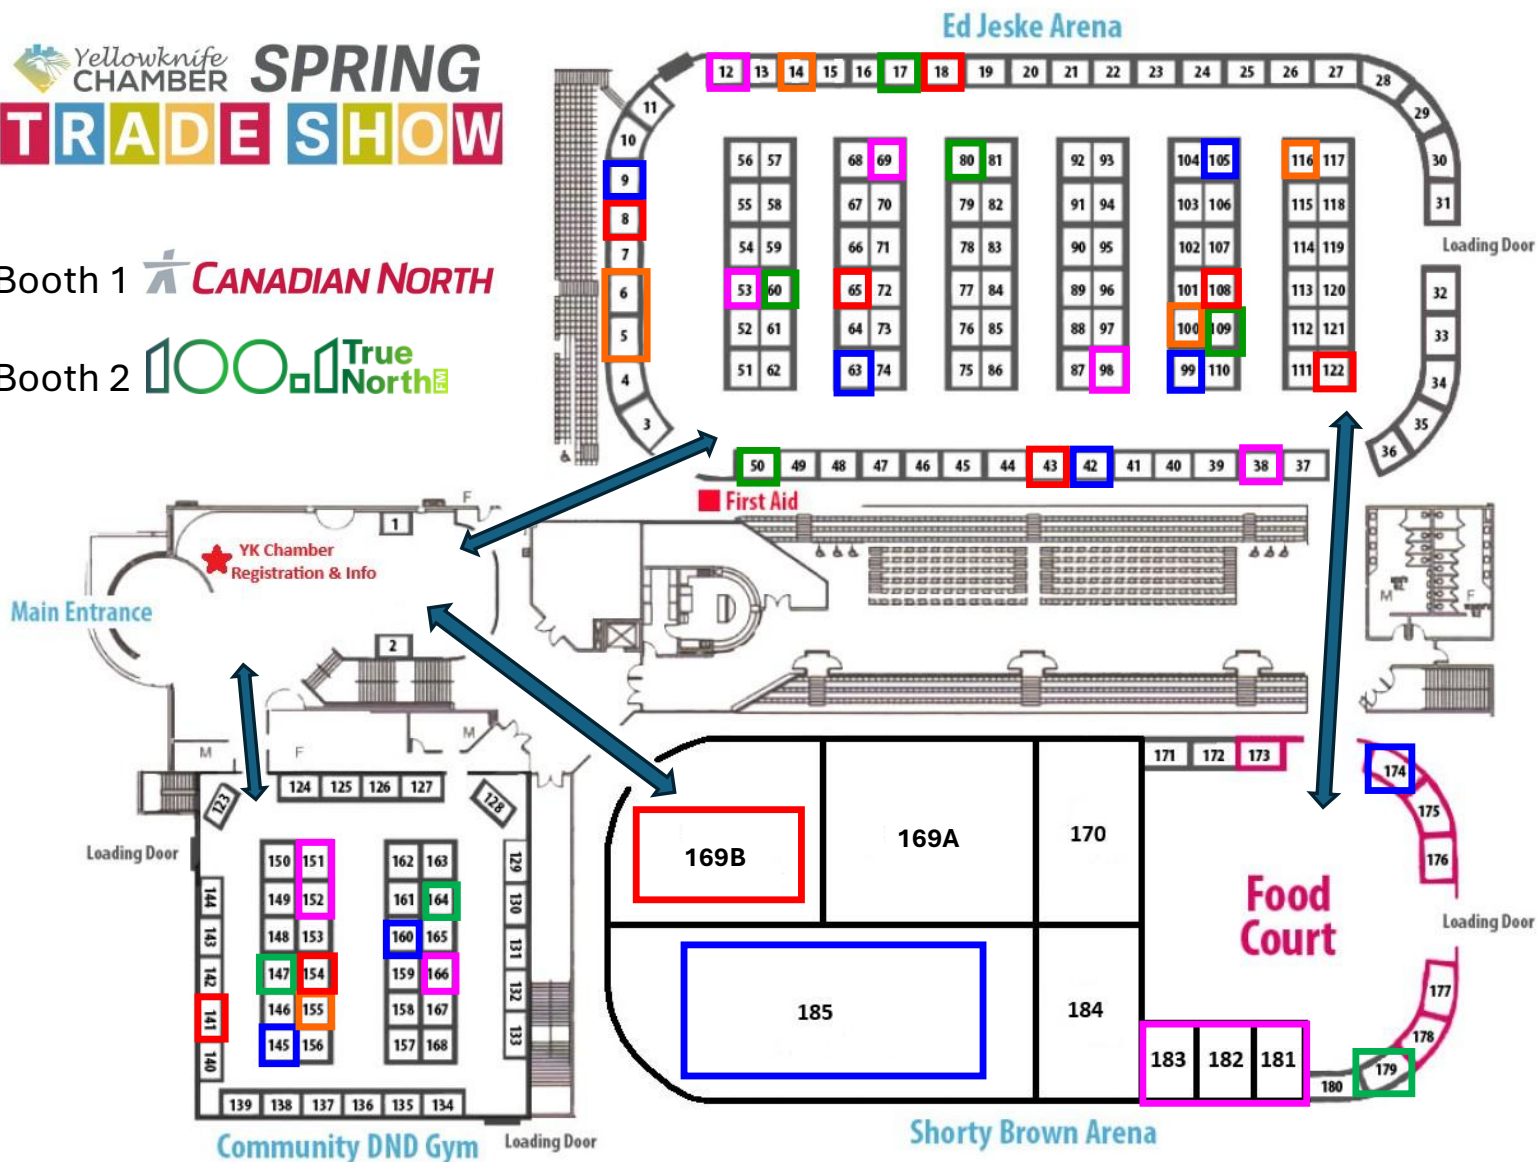 Ed Jeske Arena
Yellowknife
CHAMBER SPRING
TRADE SHOW
Booth 1 CANADIAN NORTH
Booth 2 100.1 True North FM
12 13 14 15 16 17 18 19 20 21 22 23 24 25 26 27 28
11 29
10 30
9 31
8
7
6
5
4
3
56 57 68 69 80 81 92 93 104 105 116 117
55 58 67 70 79 82 91 94 103 106 115 118
54 59 66 71 78 83 90 95 102 107 114 119
53 60 65 72 77 84 89 96 101 108 113 120
52 61 64 73 76 85 88 97 100 109 112 121
51 62 63 74 75 86 87 98 99 110 111 122
Loading Door
32
33
34
35
36
50 49 48 47 46 45 44 43 42 41 40 39 38 37
First Aid
F
1
YK Chamber
Registration & Info
Main Entrance
2
M F
M F M
123 124 125 126 127 128
Loading Door
150 151 162 163
149 152 161 164
148 153 160 165
147 154 159 166
146 155 158 167
145 156 157 168
144
143
142
141
140
129
130
131
132
133
139 138 137 136 135 134
Community DND Gym
Loading Door
169B 169A 170
185 184
171 172 173
174
175
176
Food
Court
Loading Door
177
178
179
183 182 181 180
Shorty Brown Arena